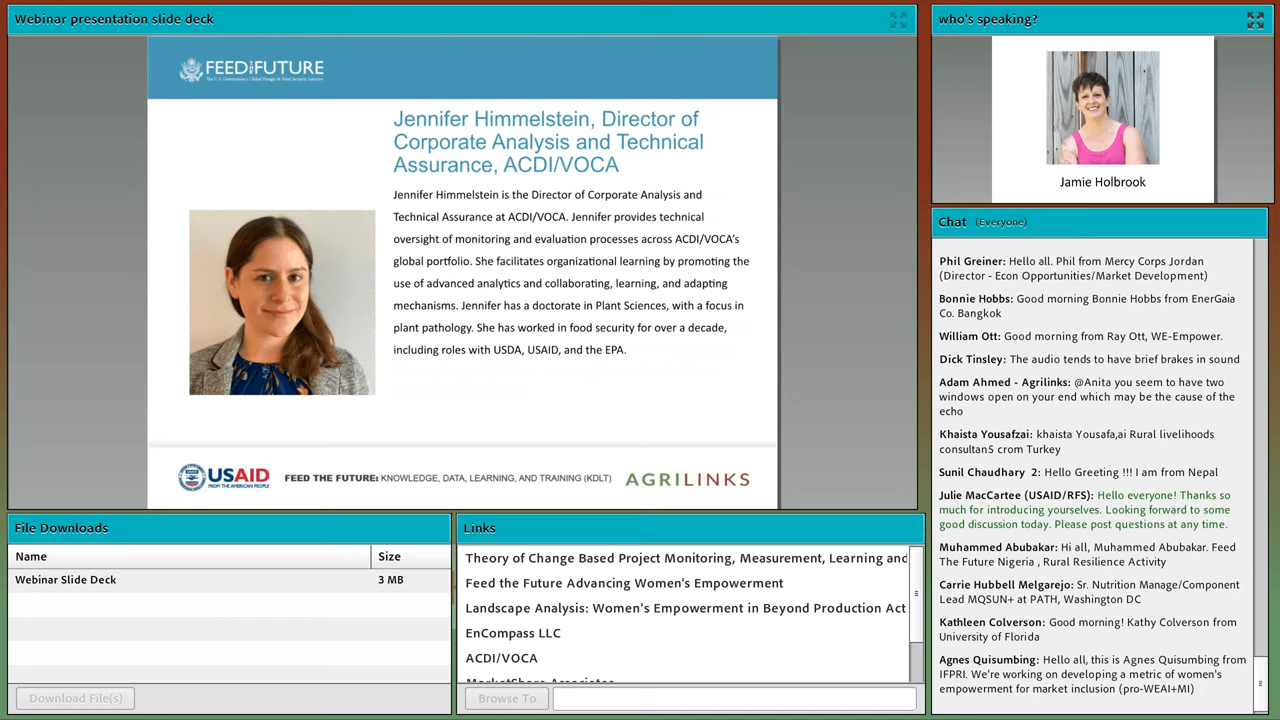 Webinar presentation slide deck
FEED THE FUTURE
The U.S. Government's Global Hunger & Food Security Initiative
Jennifer Himmelstein, Director of
Corporate Analysis and Technical
Assurance, ACDI/VOCA
Jennifer Himmelstein is the Director of Corporate Analysis and
Technical Assurance at ACDI/VOCA. Jennifer provides technical
oversight of monitoring and evaluation processes across ACDI/VOCA's
global portfolio. She facilitates organizational learning by promoting the
use of advanced analytics and collaborating, learning, and adapting
mechanisms. Jennifer has a doctorate in Plant Sciences, with a focus in
plant pathology. She has worked in food security for over a decade,
including roles with USDA, USAID, and the EPA.
USAID
FROM THE AMERICAN PEOPLE
FEED THE FUTURE: KNOWLEDGE, DATA, LEARNING, AND TRAINING (KDLT)
AGRILINKS
File Downloads
Name Size
Webinar Slide Deck 3 MB
Download File(s)
Links
Theory of Change Based Project Monitoring, Measurement, Learning and
Feed the Future Advancing Women's Empowerment
Landscape Analysis: Women's Empowerment in Beyond Production Act
EnCompass LLC
ACDI/VOCA
MarketShare Associates
Browse To
who's speaking?
Jamie Holbrook
Chat (Everyone)
Phil Greiner: Hello all. Phil from Mercy Corps Jordan
(Director - Econ Opportunities/Market Development)
Bonnie Hobbs: Good morning Bonnie Hobbs from EnerGaia
Co. Bangkok
William Ott: Good morning from Ray Ott, WE-Empower.
Dick Tinsley: The audio tends to have brief brakes in sound
Adam Ahmed - Agrilinks: @Anita you seem to have two
windows open on your end which may be the cause of the
echo
Khaista Yousafzai: khaista Yousafa,ai Rural livelihoods
consultan5 crom Turkey
Sunil Chaudhary 2: Hello Greeting !!! I am from Nepal
Julie MacCartee (USAID/RFS): Hello everyone! Thanks so
much for introducing yourselves. Looking forward to some
good discussion today. Please post questions at any time.
Muhammed Abubakar: Hi all, Muhammed Abubakar. Feed
The Future Nigeria , Rural Resilience Activity
Carrie Hubbell Melgarejo: Sr. Nutrition Manage/Component
Lead MQSUN+ at PATH, Washington DC
Kathleen Colverson: Good morning! Kathy Colverson from
University of Florida
Agnes Quisumbing: Hello all, this is Agnes Quisumbing from
IFPRI. We're working on developing a metric of women's
empowerment for market inclusion (pro-WEAI+MI)